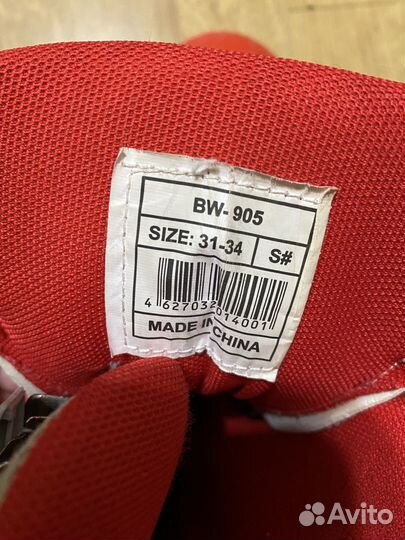 BW- 905
SIZE: 31-34 S#
4 627032 014001
MADE IN CHINA
Avito